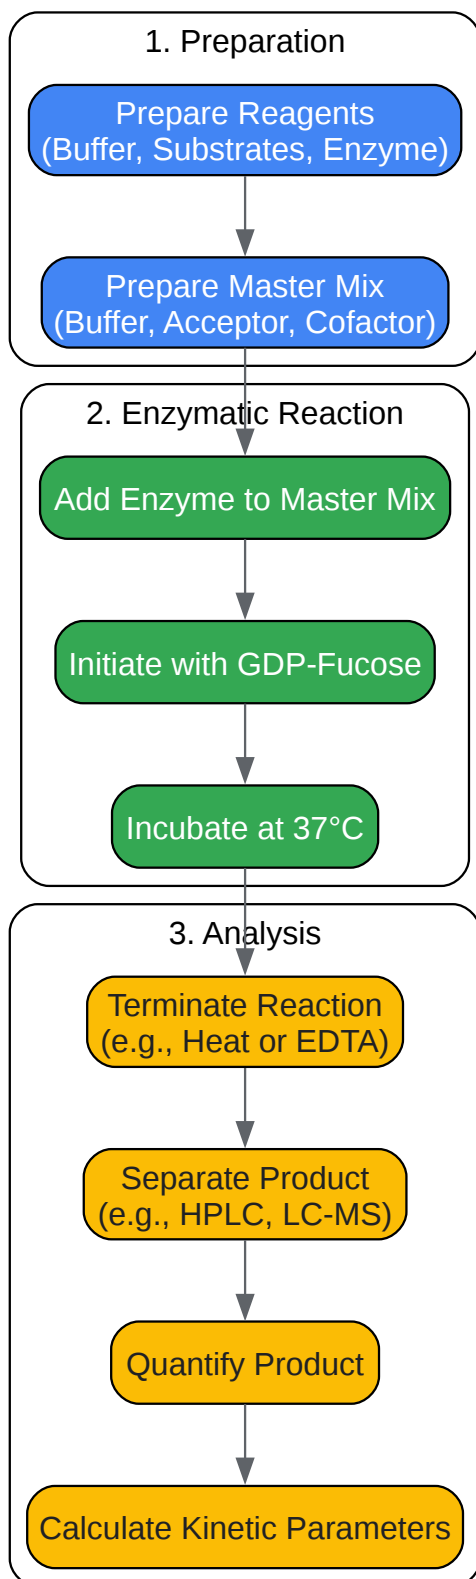 1. Preparation
Prepare Reagents
(Buffer, Substrates, Enzyme)
Prepare Master Mix
(Buffer, Acceptor, Cofactor)
2. Enzymatic Reaction
Add Enzyme to Master Mix
Initiate with GDP-Fucose
Incubate at 37°C
3. Analysis
Terminate Reaction
(e.g., Heat or EDTA)
Separate Product
(e.g., HPLC, LC-MS)
Quantify Product
Calculate Kinetic Parameters